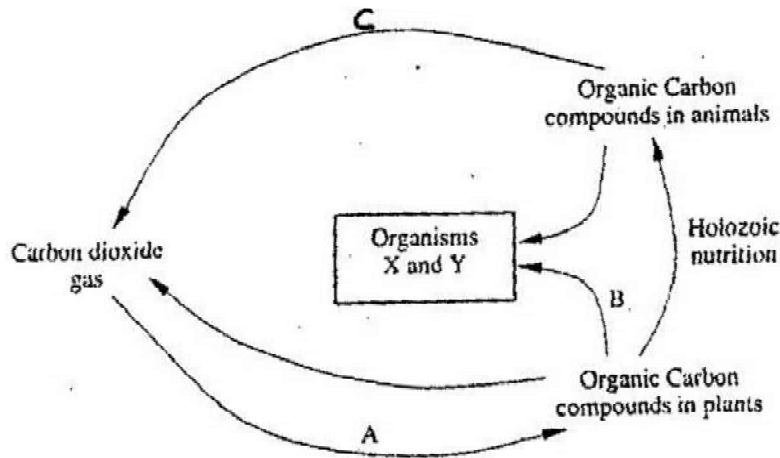 C
Organic Carbon
compounds in animals
Organisms
X and Y
Holozoic
nutrition
Carbon dioxide
gas
B
Organic Carbon
compounds in plants
A